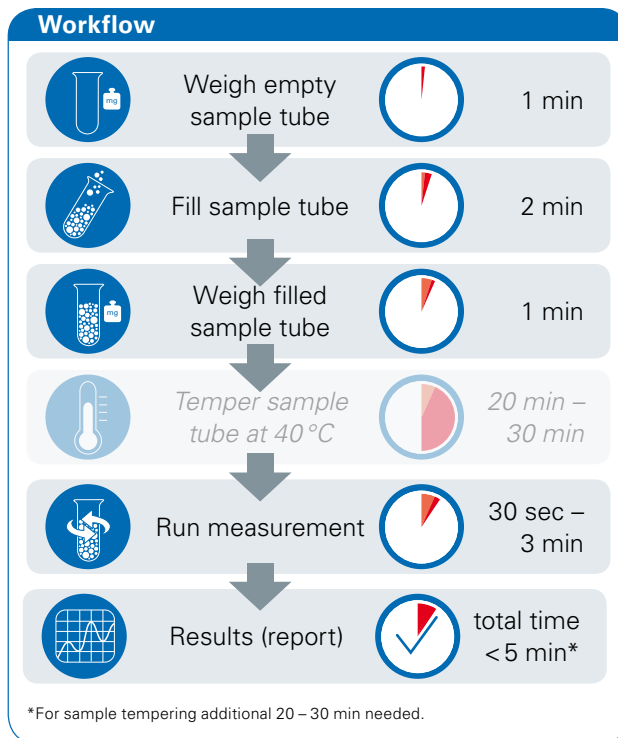 Workflow
mg
Weigh empty
sample tube
1 min
Fill sample tube
2 min
mg
Weigh filled
sample tube
1 min
Temper sample
tube at 40 °C
20 min –
30 min
Run measurement
30 sec –
3 min
Results (report)
total time
<5 min*
*For sample tempering additional 20 – 30 min needed.